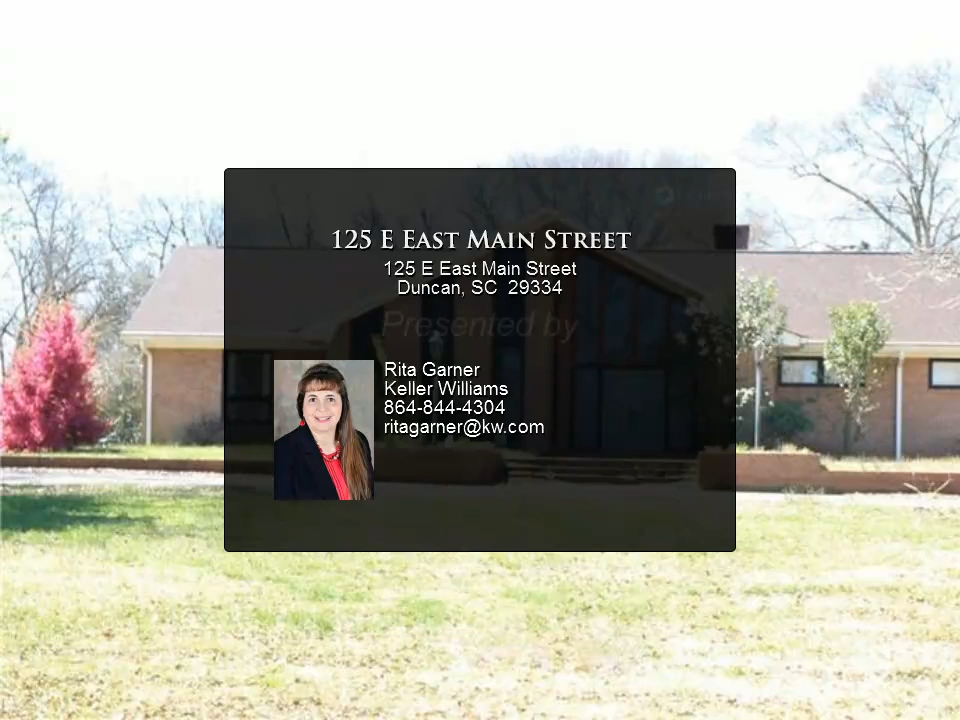 125 E East Main Street
125 E East Main Street
Duncan, SC 29334
Presented by
Rita Garner
Keller Williams
864-844-4304
ritagarner@kw.com